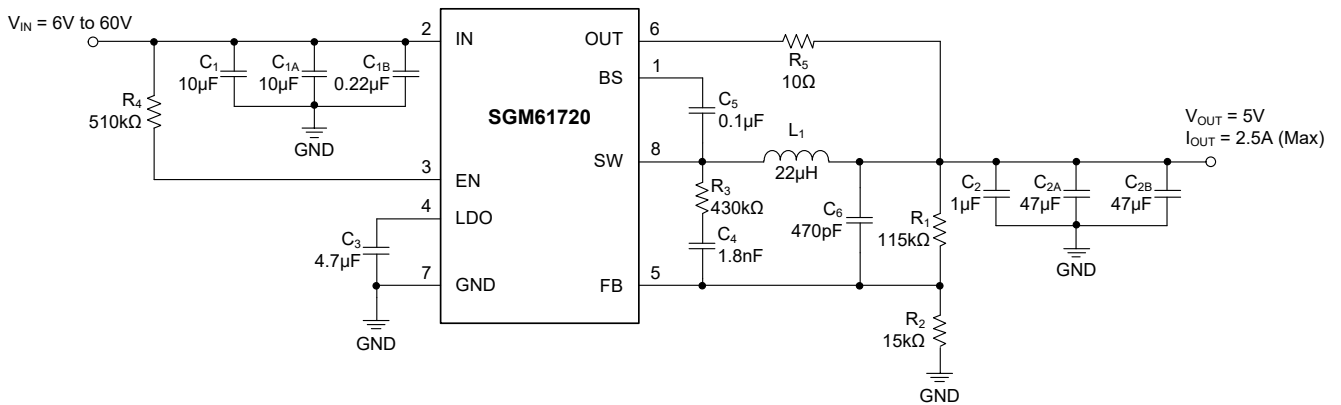 V_IN = 6V to 60V
C_1
10μF
C_1A
10μF
C_1B
0.22μF
R_4
510kΩ
GND
C_3
4.7μF
GND
2
IN
3
EN
4
LDO
7
GND
SGM61720
OUT
6
BS
1
SW
8
FB
5
R_5
10Ω
C_5
0.1μF
L_1
22μH
R_3
430kΩ
C_4
1.8nF
C_6
470pF
R_1
115kΩ
R_2
15kΩ
GND
V_OUT = 5V
I_OUT = 2.5A (Max)
C_2
1μF
C_2A
47μF
C_2B
47μF
GND